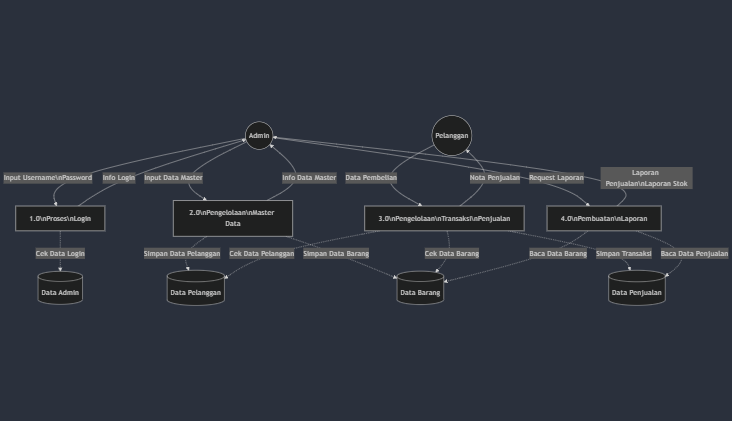 Admin
Pelanggan
Input Username\nPassword
Info Login
Input Data Master
Info Data Master
Data Pembelian
Nota Penjualan
Request Laporan
Laporan
Penjualan\nLaporan Stok
1.0\nProses\nLogin
2.0\nPengelolaan\nMaster
Data
3.0\nPengelolaan\nTransaksi\nPenjualan
4.0\nPembuatan\nLaporan
Cek Data Login
Simpan Data Pelanggan
Cek Data Pelanggan
Simpan Data Barang
Cek Data Barang
Baca Data Barang
Simpan Transaksi
Baca Data Penjualan
Data Admin
Data Pelanggan
Data Barang
Data Penjualan